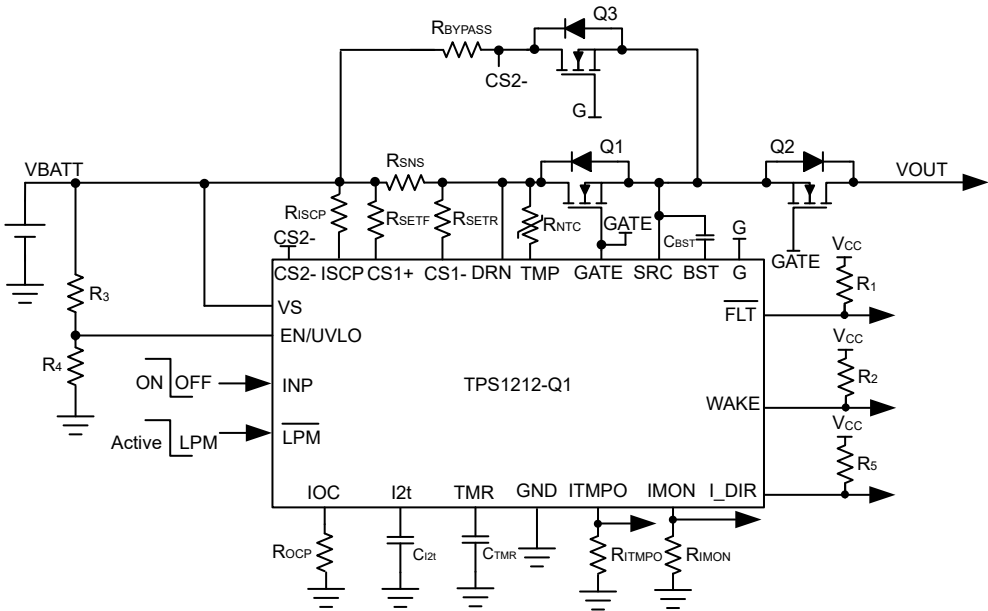 RBYPASS
Q3
CS2-
G
VBATT
RSNS
Q1
Q2
VOUT
RISCP
RSETF
RSETR
RNTC
GATE
CBST
G
CS2-
GATE
CS2- ISCP CS1+ CS1- DRN TMP GATE SRC BST G
VCC
R1
R3
VS
FLT
EN/UVLO
VCC
R4
R2
ON OFF
INP
TPS1212-Q1
WAKE
VCC
Active LPM
LPM
R5
IOC I2t TMR GND ITMPO IMON I_DIR
ROCP
CI2t
CTMR
RITMPO
RIMON